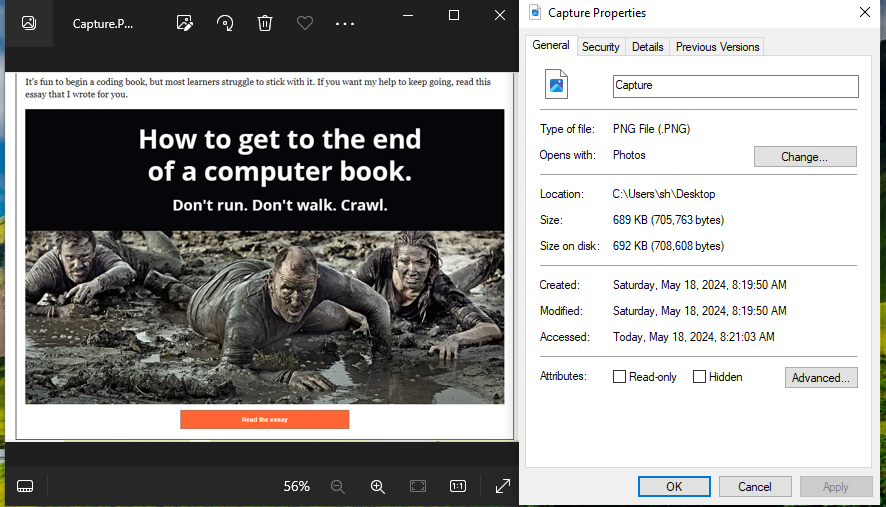 Capture.P...
It's fun to begin a coding book, but most learners struggle to stick with it. If you want my help to keep going, read this
essay that I wrote for you.
How to get to the end
of a computer book.
Don't run. Don't walk. Crawl.
Read the essay
56%
1:1
Capture Properties
General Security Details Previous Versions
Capture
Type of file: PNG File (.PNG)
Opens with: Photos Change...
Location: C:\Users\sh\Desktop
Size: 689 KB (705,763 bytes)
Size on disk: 692 KB (708,608 bytes)
Created: Saturday, May 18, 2024, 8:19:50 AM
Modified: Saturday, May 18, 2024, 8:19:50 AM
Accessed: Today, May 18, 2024, 8:21:03 AM
Attributes: Read-only Hidden Advanced...
OK Cancel Apply